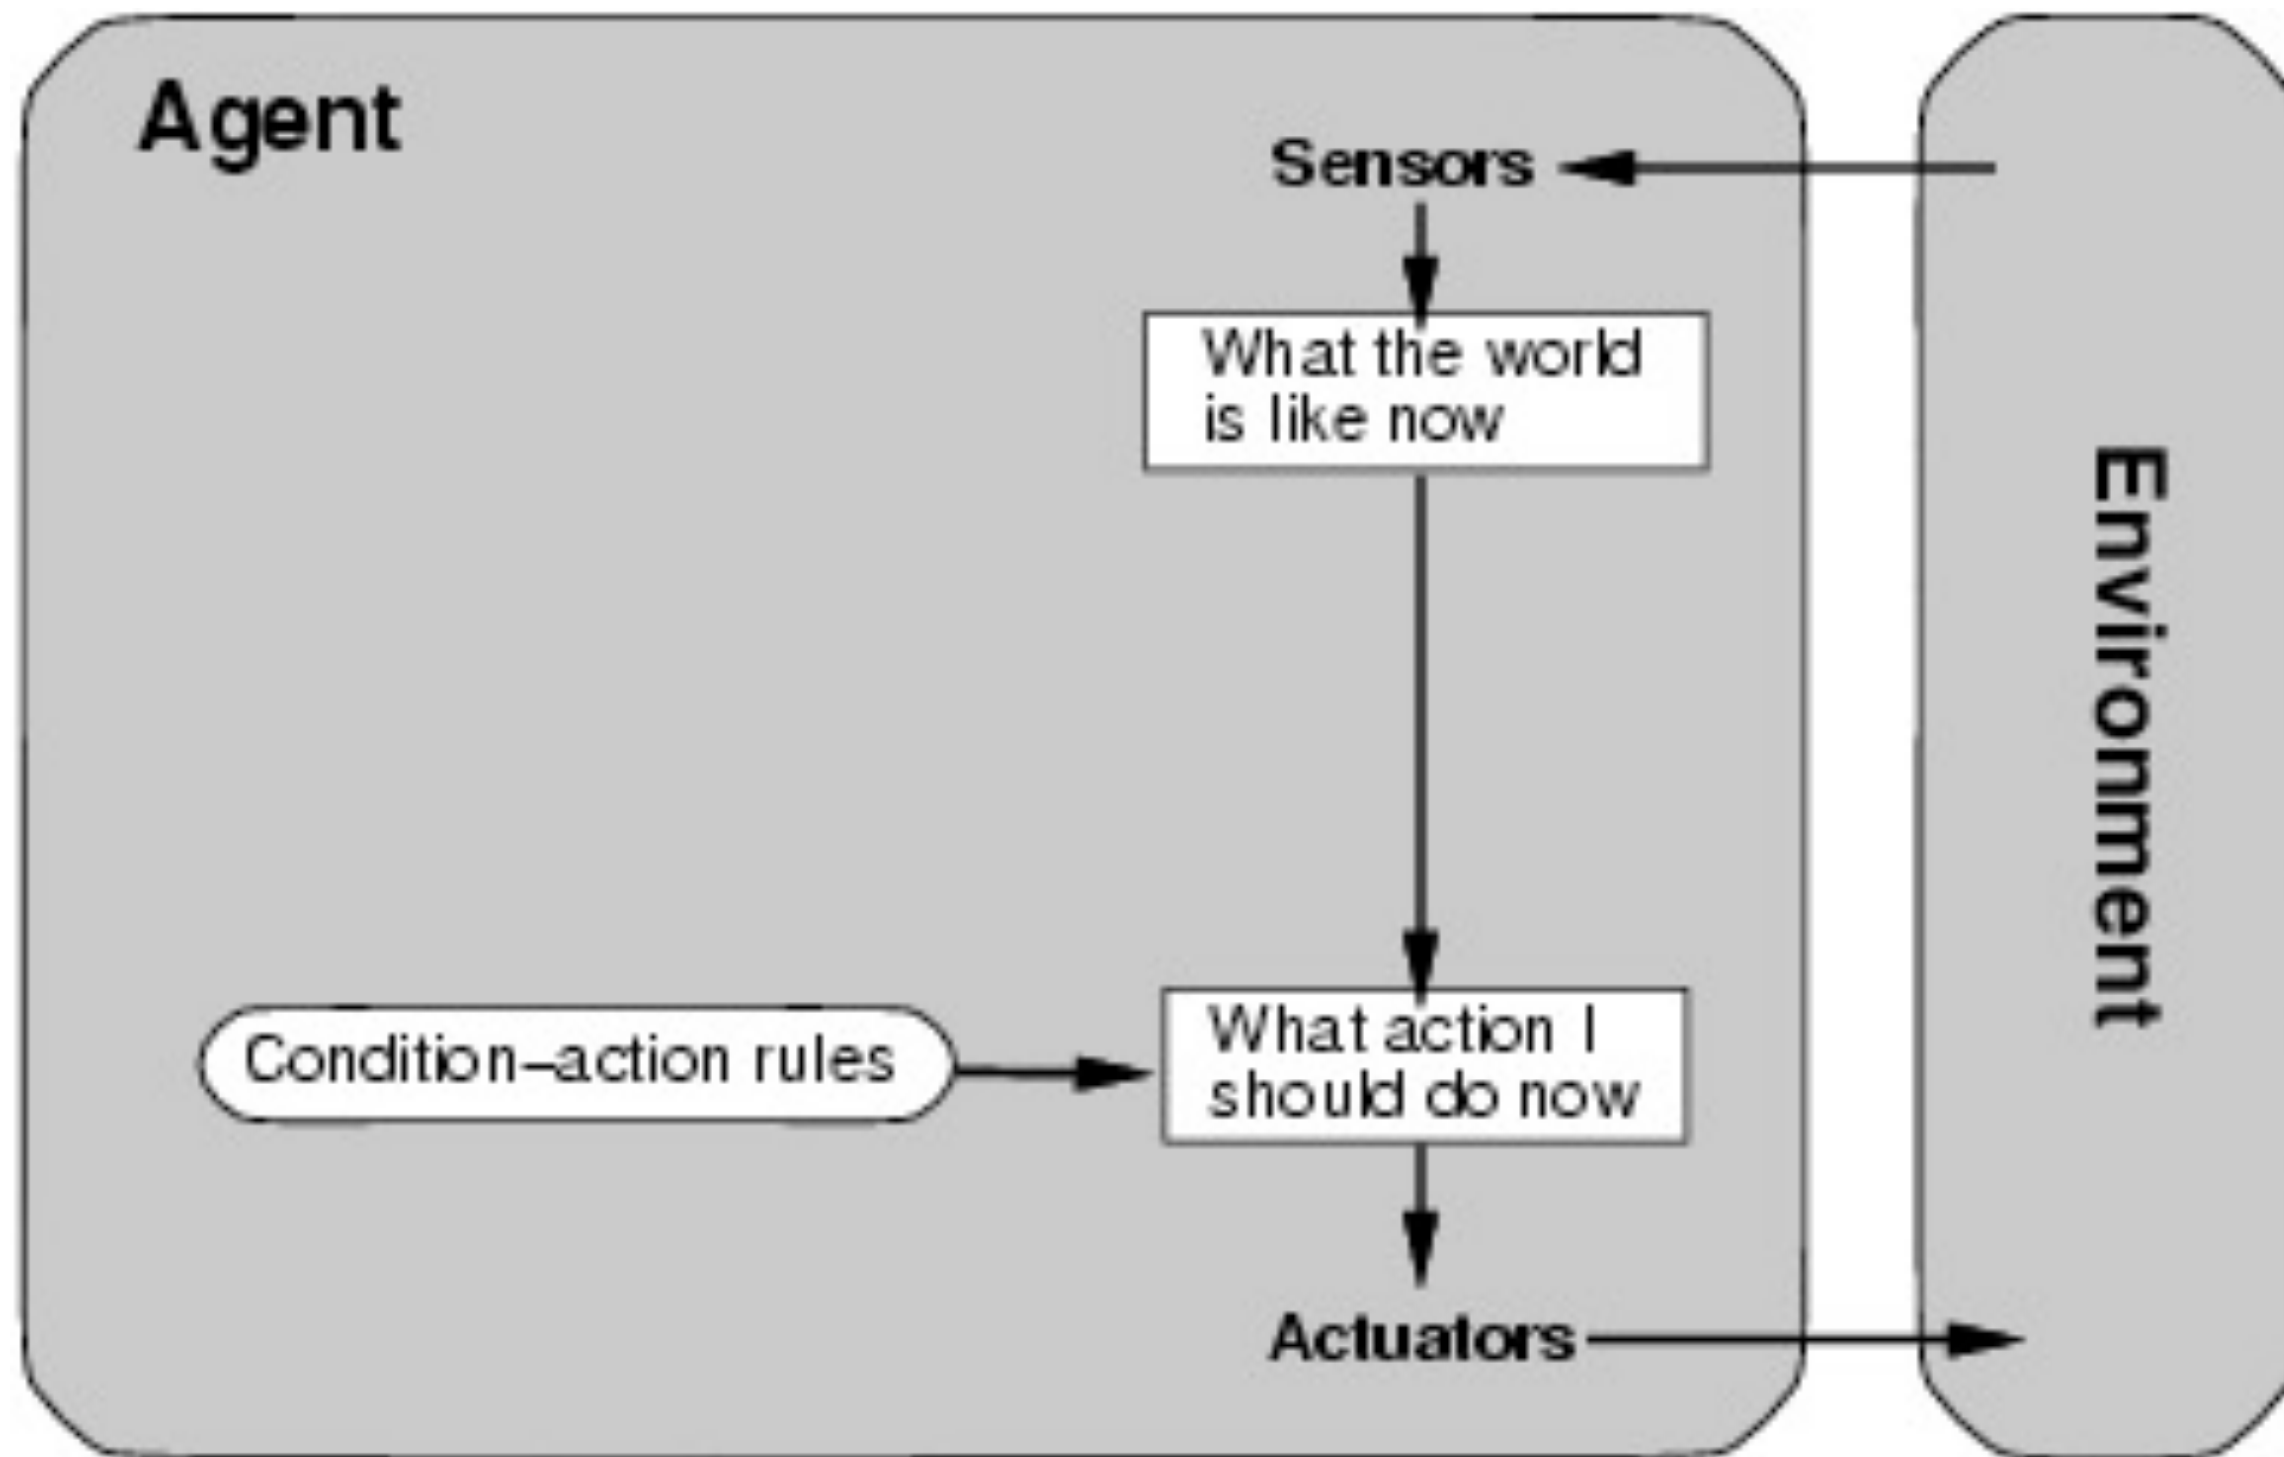 Agent
Sensors
What the world
is like now
Environment
Condition–action rules
What action I
should do now
Actuators